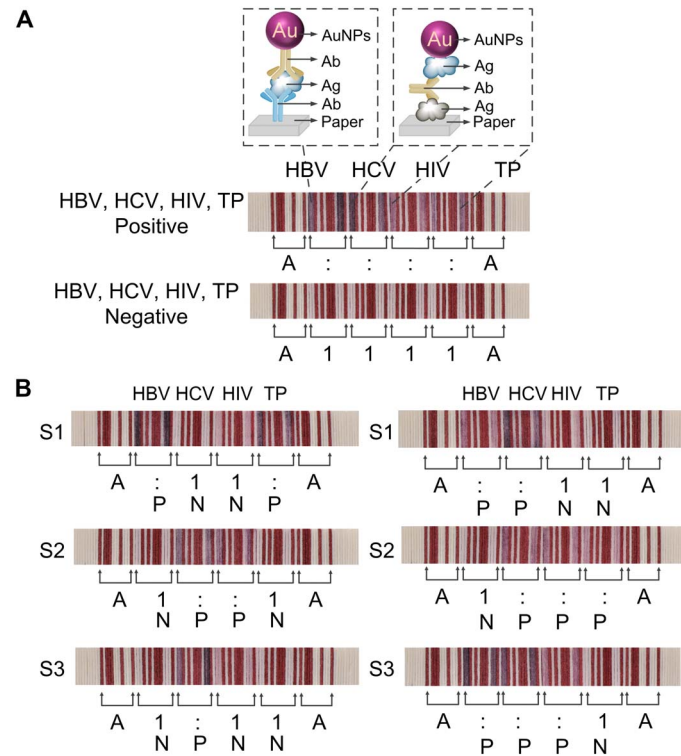 A
Au
AuNPs
Ab
Ag
Ab
Paper
Au
AuNPs
Ag
Ab
Ag
Paper
HBV HCV HIV TP
HBV, HCV, HIV, TP
Positive
A : : : : A
HBV, HCV, HIV, TP
Negative
A 1 1 1 1 A
B
HBV HCV HIV TP
S1
A : 1 1 : A
P N N P
S2
A 1 : : 1 A
N P P N
S3
A 1 : 1 1 A
N P N N
HBV HCV HIV TP
S1
A : : 1 1 A
P P N N
S2
A 1 : : : A
N P P P
S3
A : : : 1 A
P P P N